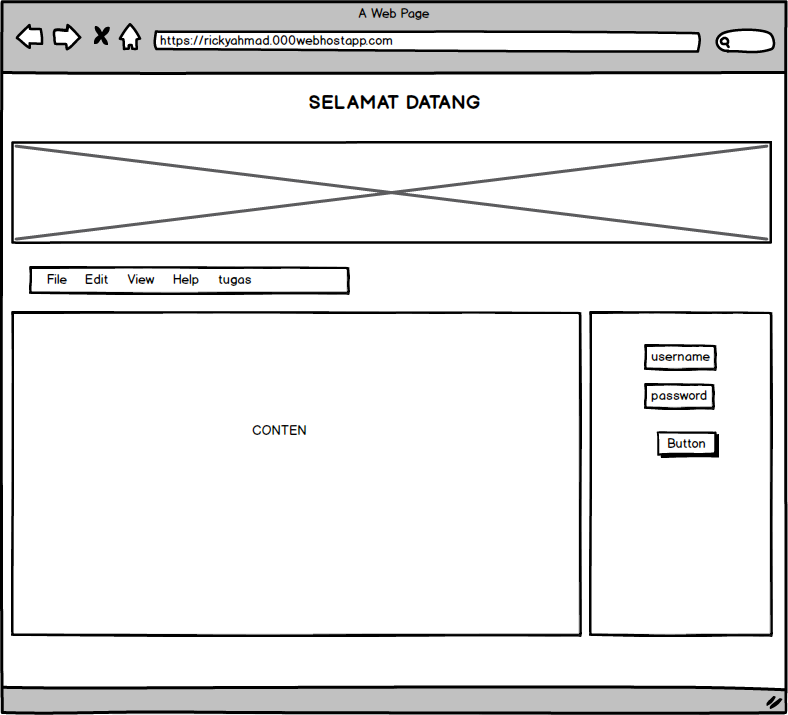 A Web Page
https://rickyahmad.000webhostapp.com
SELAMAT DATANG
File Edit View Help tugas
CONTEN
username
password
Button